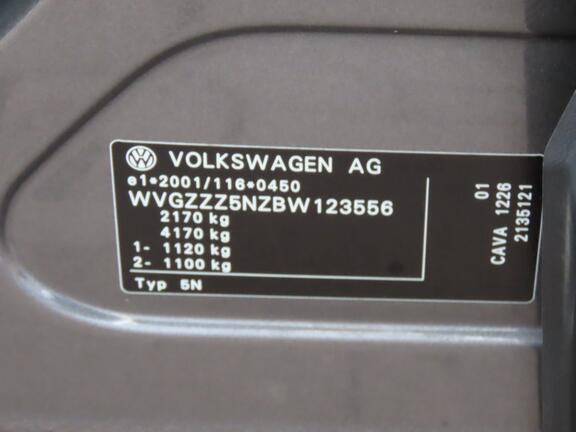 VOLKSWAGEN AG
e1*2001/116*0450
WVGZZZ5NZBW123556
2170 kg
4170 kg
1- 1120 kg
2- 1100 kg
Typ 5N
01
CAVA 1226
2135121